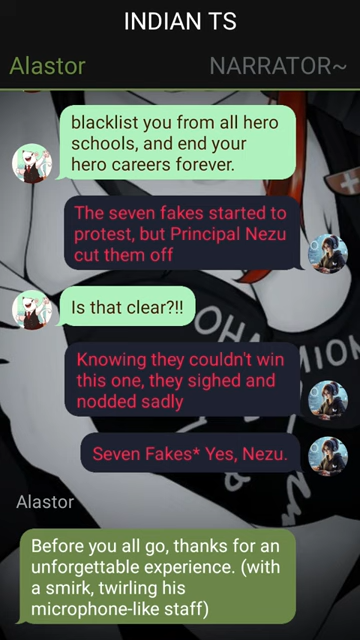 INDIAN TS
Alastor
NARRATOR~
blacklist you from all hero
schools, and end your
hero careers forever.
The seven fakes started to
protest, but Principal Nezu
cut them off
Is that clear?!!
Knowing they couldn't win
this one, they sighed and
nodded sadly
Seven Fakes* Yes, Nezu.
Alastor
Before you all go, thanks for an
unforgettable experience. (with
a smirk, twirling his
microphone-like staff)